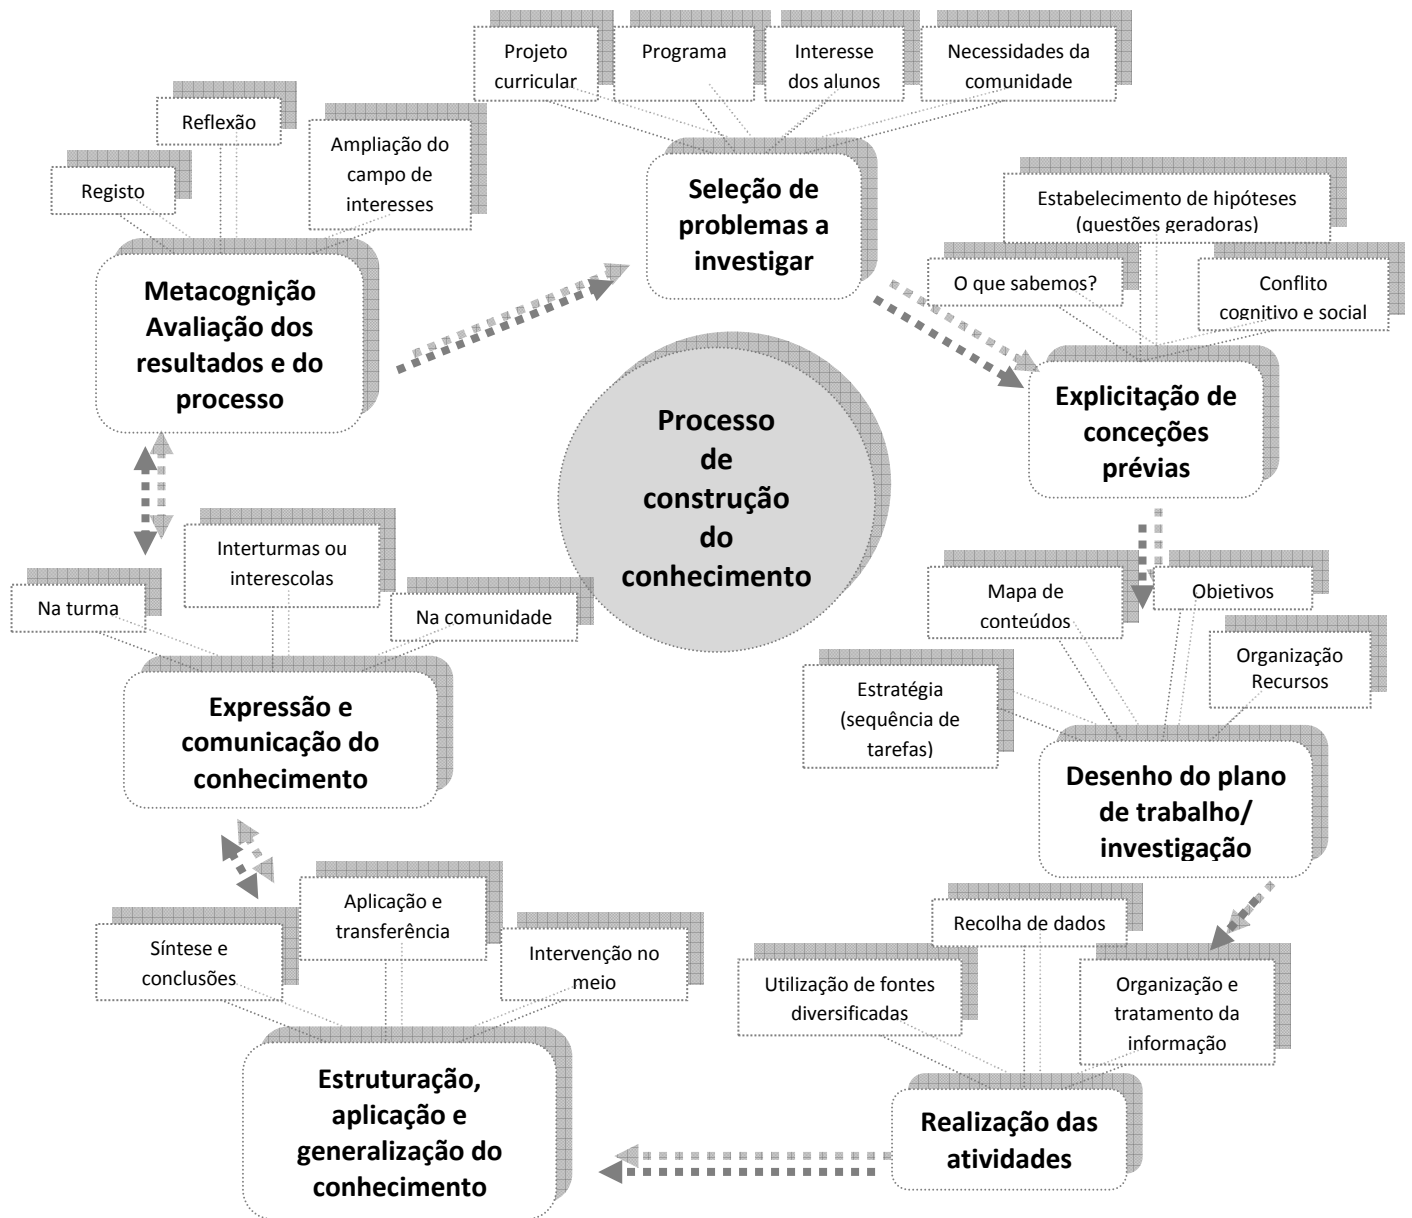 Projeto
curricular
Programa
Interesse
dos alunos
Necessidades da
comunidade
Seleção de
problemas a
investigar
Estabelecimento de hipóteses
(questões geradoras)
O que sabemos?
Conflito
cognitivo e social
Explicitação de
conceções
prévias
Mapa de
conteúdos
Objetivos
Organização
Recursos
Estratégia
(sequência de
tarefas)
Desenho do plano
de trabalho/
investigação
Recolha de dados
Utilização de fontes
diversificadas
Organização e
tratamento da
informação
Realização das
atividades
Síntese e
conclusões
Aplicação e
transferência
Intervenção no
meio
Estruturação,
aplicação e
generalização do
conhecimento
Na turma
Interturmas ou
interescolas
Na comunidade
Expressão e
comunicação do
conhecimento
Registo
Reflexão
Ampliação do
campo de
interesses
Metacognição
Avaliação dos
resultados e do
processo
Processo
de
construção
do
conhecimento